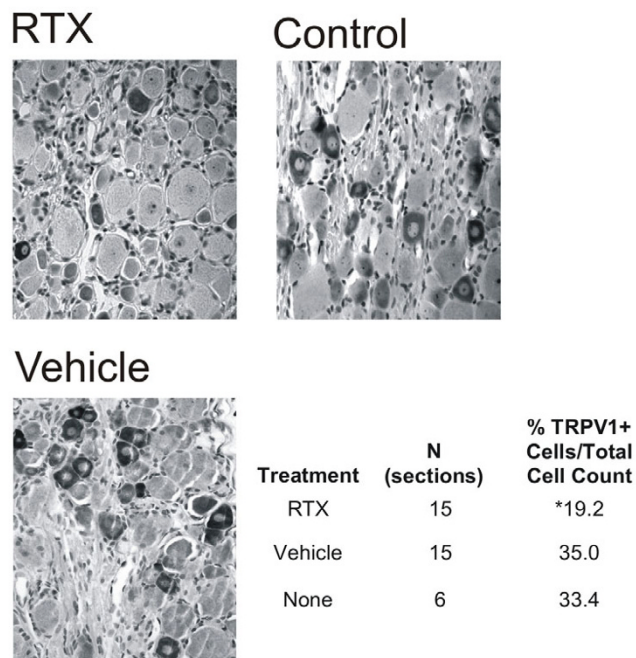 RTX
Control
Vehicle
Treatment N (sections) % TRPV1+ Cells/Total Cell Count
RTX 15 *19.2
Vehicle 15 35.0
None 6 33.4